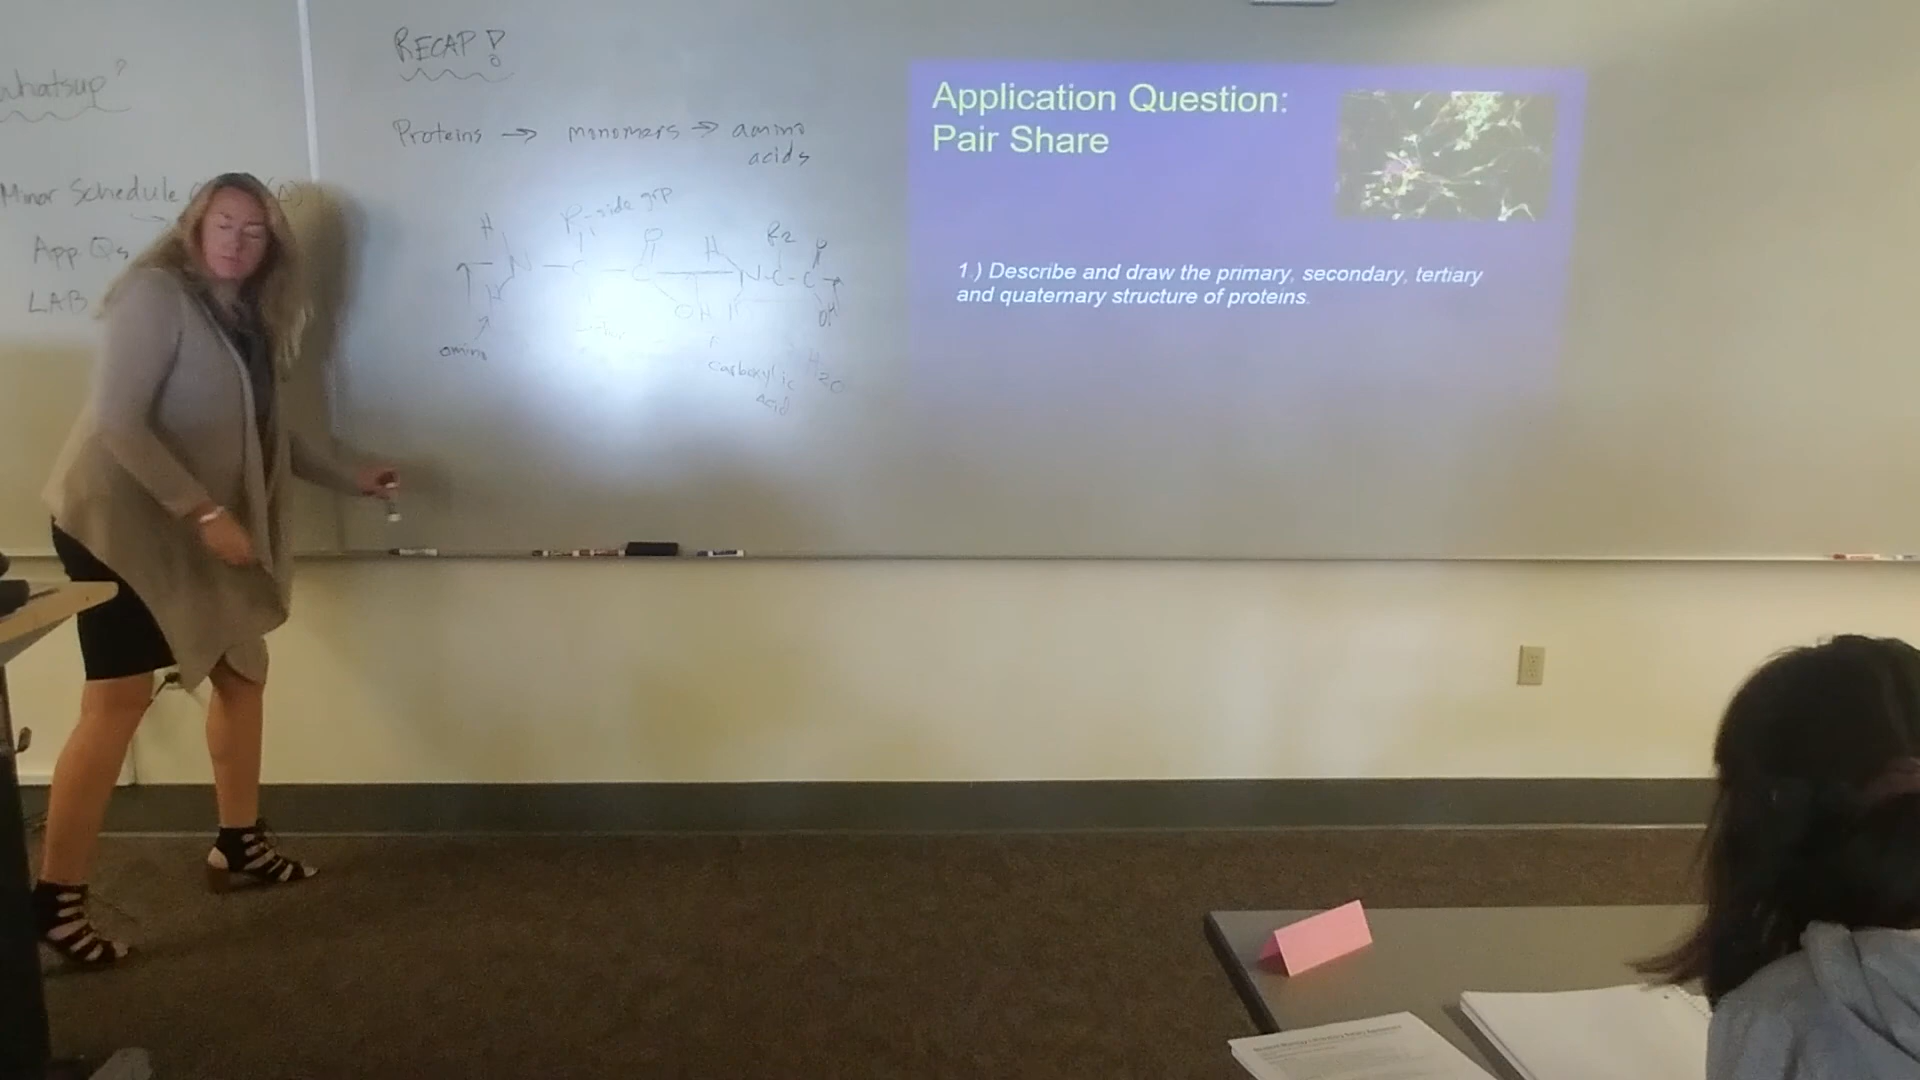 whatsup?
Minor Schedule
App Qs
LAB
RECAP!
Proteins → monomers → amino
acids
side grp
H
O
H
R2
O
N
C
C
N-C-C
H
OH
OH
amino
carboxylic
Acid
H2O
Application Question:
Pair Share
1.) Describe and draw the primary, secondary, tertiary
and quaternary structure of proteins.